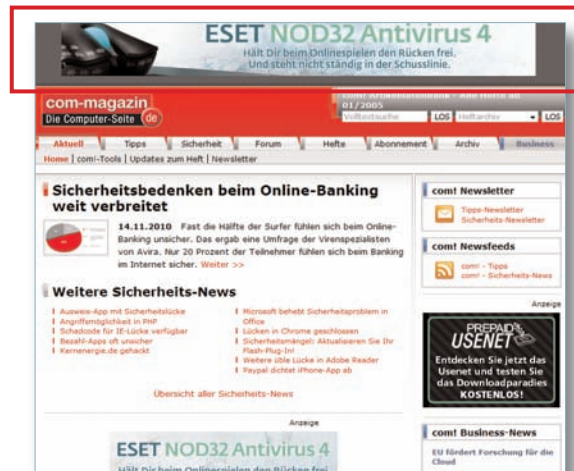 ESET NOD32 Antivirus 4
Hält Dir beim Onlinespielen den Rücken frei.
Und steht nicht ständig in der Schusslinie.
com-magazin
Die Computer-Seite de
01/2005
Volltextsuche LOS Heftarchiv LOS
Aktuell Tipps Sicherheit Forum Hefte Abonnement Archiv Business
Home | com!-Tools | Updates zum Heft | Newsletter
Sicherheitsbedenken beim Online-Banking
weit verbreitet
14.11.2010 Fast die Hälfte der Surfer fühlen sich beim Online-
Banking unsicher. Das ergab eine Umfrage der Virenspezialisten
von Avira. Nur 20 Prozent der Teilnehmer fühlen sich beim Banking
im Internet sicher. Weiter >>
Weitere Sicherheits-News
Ausweis-App mit Sicherheitslücke
Angriffsmöglichkeit in PHP
Schadcode für IE-Lücke verfügbar
Bezahl-Apps oft unsicher
Kernenergie.de gehackt
Microsoft behebt Sicherheitsproblem in
Office
Lücken in Chrome geschlossen
Sicherheitsmängel: Aktualisieren Sie Ihr
Flash-Plug-In!
Weitere üble Lücke in Adobe Reader
Paypal dichtet iPhone-App ab
Übersicht aller Sicherheits-News
Anzeige
ESET NOD32 Antivirus 4
Hält Dir beim Onlinespielen den Rücken frei.
com! Newsletter
Tipps-Newsletter
Sicherheits-Newsletter
com! Newsfeeds
com! - Tipps
com! - Sicherheits-News
Anzeige
PREPAID
USENET
Entdecken Sie jetzt das
Usenet und testen Sie
das Downloadparadies
KOSTENLOS!
com! Business-News
EU fördert Forschung für die
Cloud